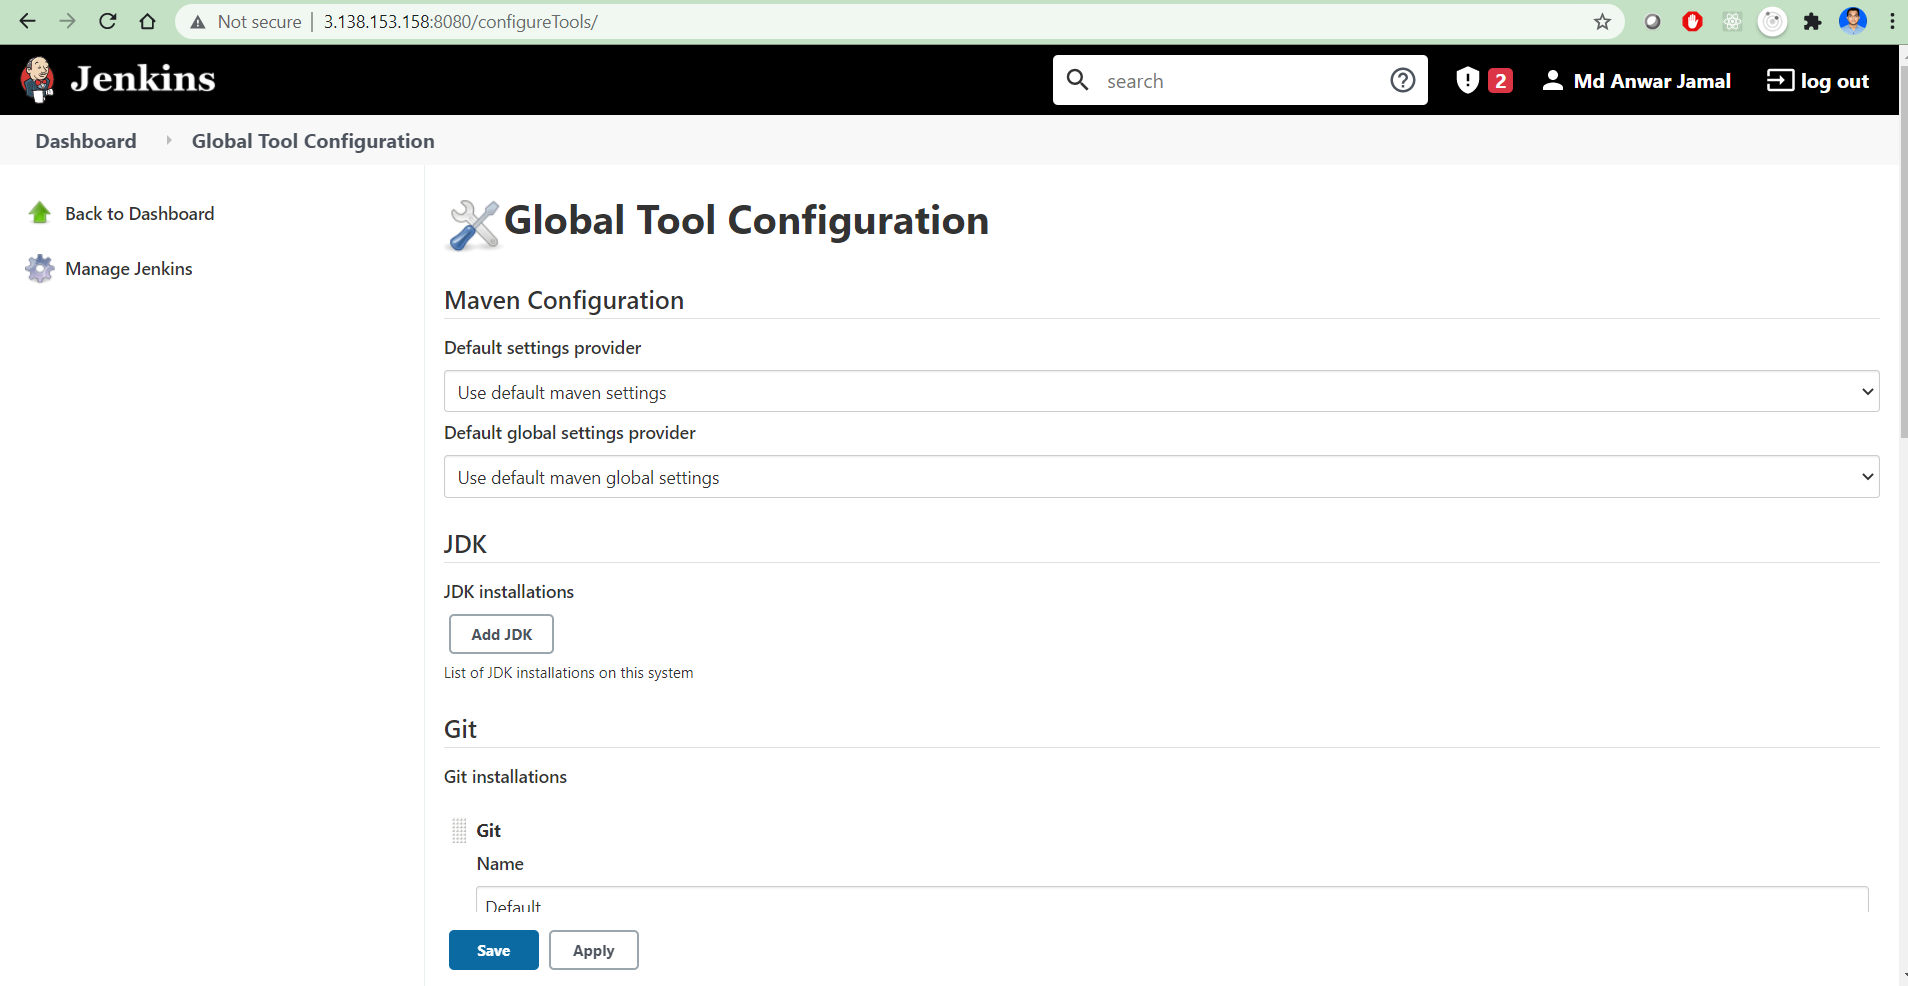 Not secure | 3.138.153.158:8080/configureTools/
Jenkins
search
2
Md Anwar Jamal
log out
Dashboard
Global Tool Configuration
Back to Dashboard
Manage Jenkins
Global Tool Configuration
Maven Configuration
Default settings provider
Use default maven settings
Default global settings provider
Use default maven global settings
JDK
JDK installations
Add JDK
List of JDK installations on this system
Git
Git installations
Git
Name
Default
Save
Apply